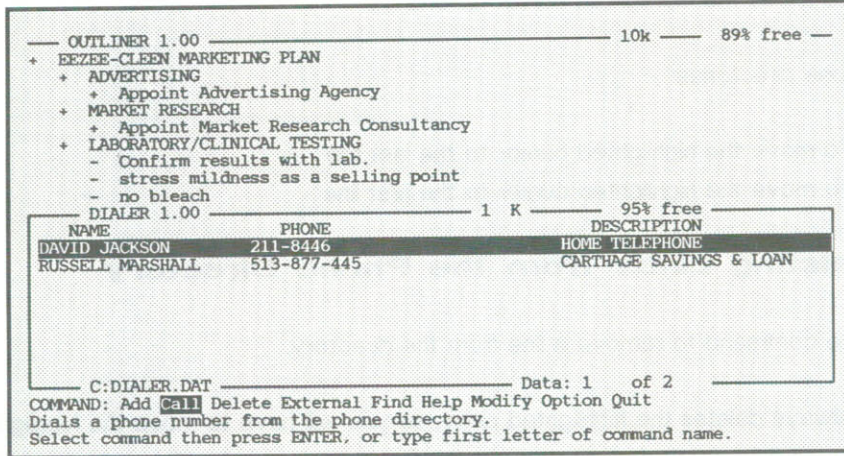 OUTLINER 1.00 10k 89% free
+ EEZEE-CLEEN MARKETING PLAN
+ ADVERTISING
+ Appoint Advertising Agency
+ MARKET RESEARCH
+ Appoint Market Research Consultancy
+ LABORATORY/CLINICAL TESTING
- Confirm results with lab.
- stress mildness as a selling point
- no bleach
DIALER 1.00 1 K 95% free
NAME PHONE DESCRIPTION
DAVID JACKSON 211-8446 HOME TELEPHONE
RUSSELL MARSHALL 513-877-445 CARTHAGE SAVINGS & LOAN
C:DIALER.DAT Data: 1 of 2
COMMAND: Add Call Delete External Find Help Modify Option Quit
Dials a phone number from the phone directory.
Select command then press ENTER, or type first letter of command name.